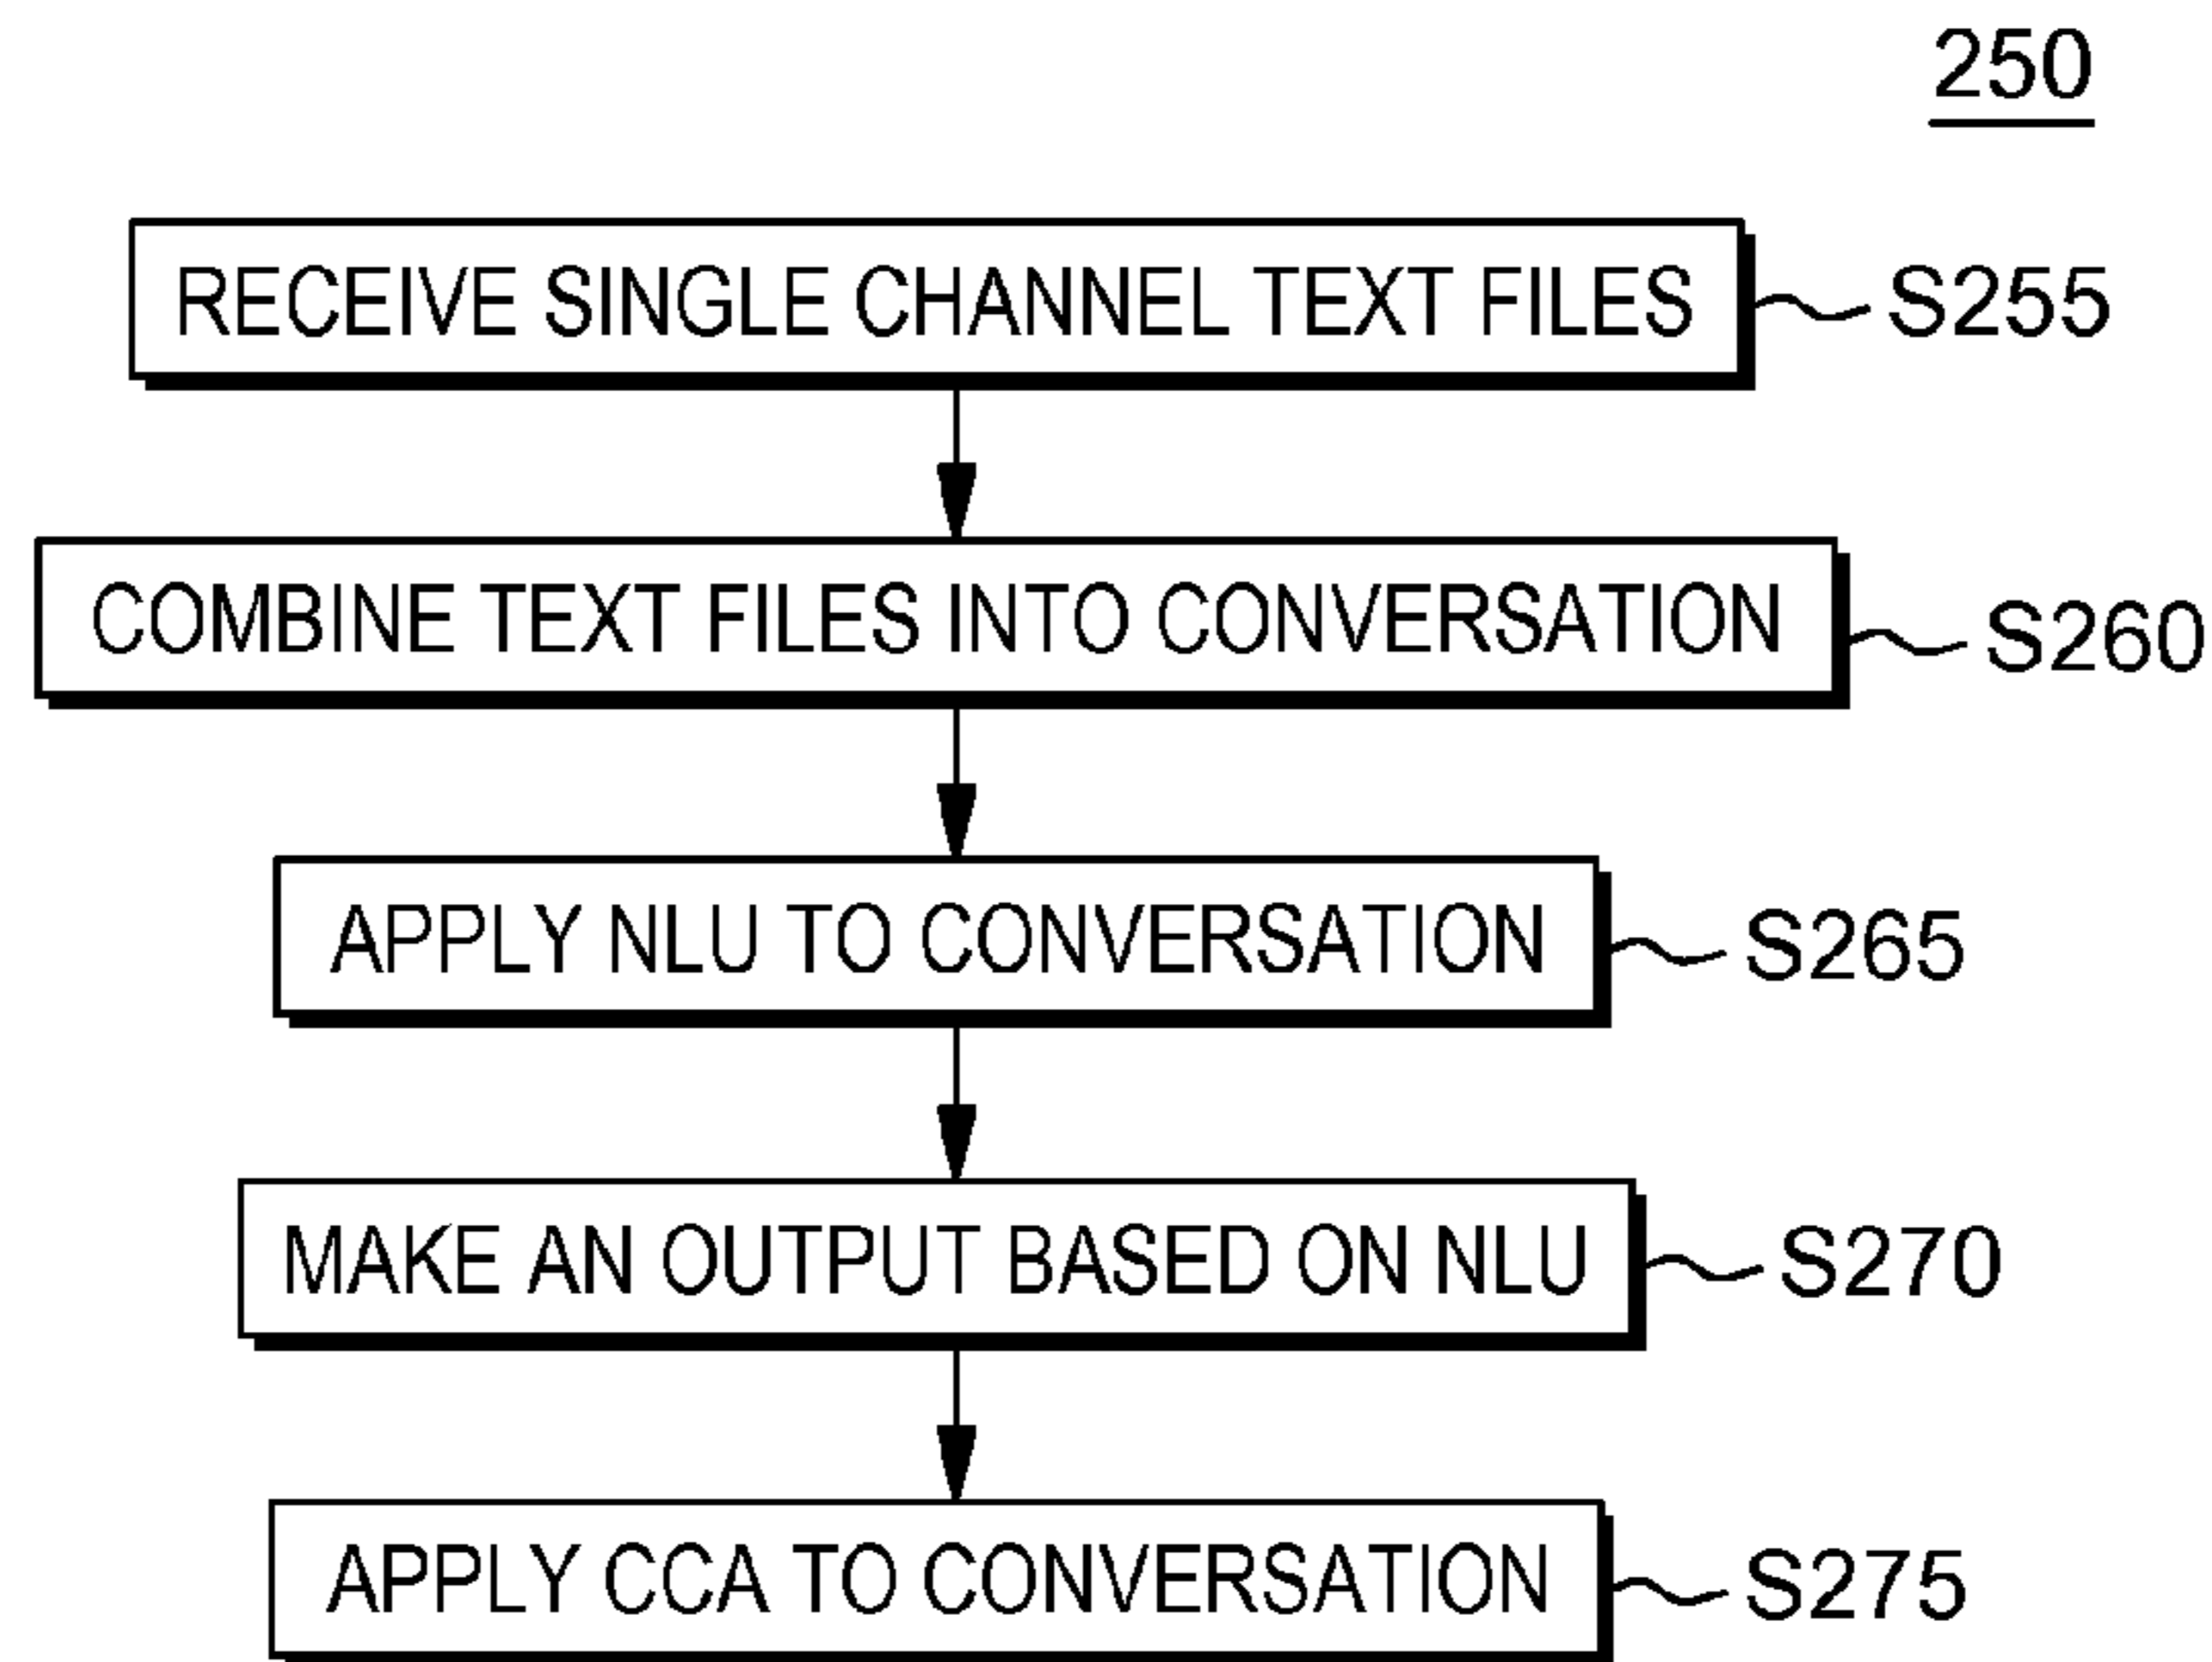 250
RECEIVE SINGLE CHANNEL TEXT FILES
S255
COMBINE TEXT FILES INTO CONVERSATION
S260
APPLY NLU TO CONVERSATION
S265
MAKE AN OUTPUT BASED ON NLU
S270
APPLY CCA TO CONVERSATION
S275